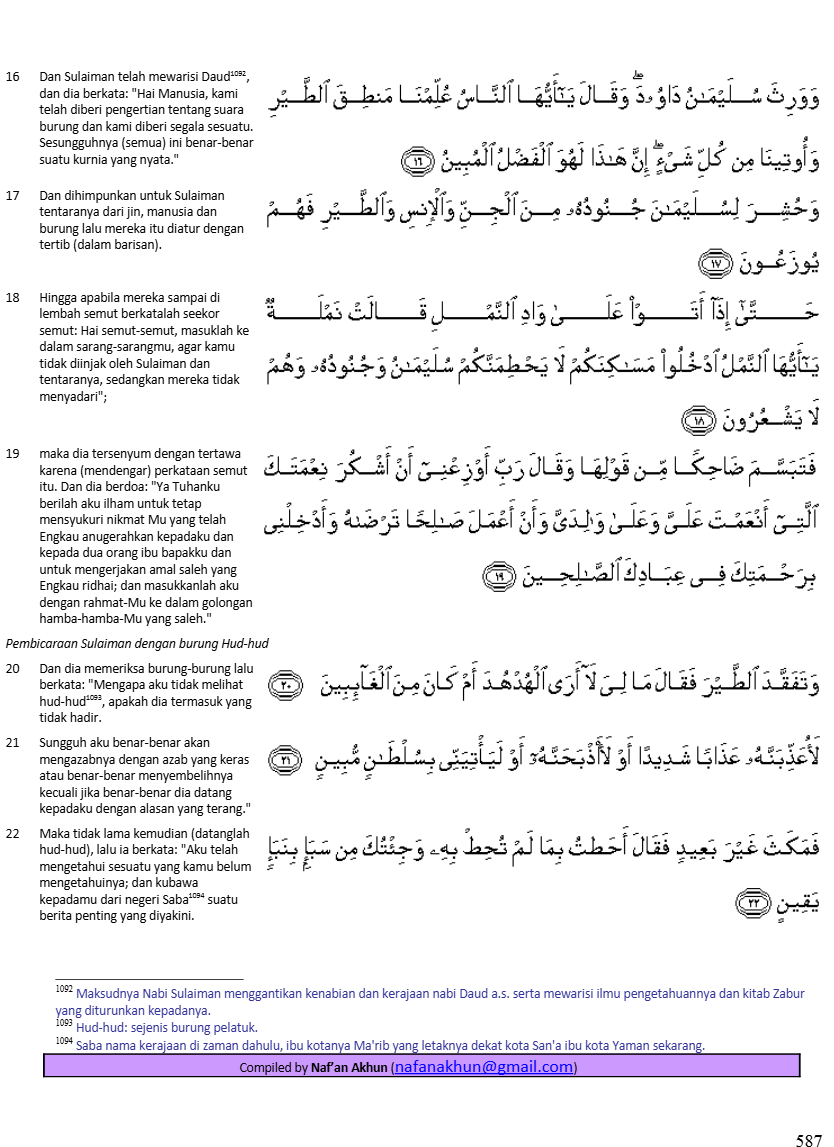 16 Dan Sulaiman telah mewarisi Daud1092,
dan dia berkata: "Hai Manusia, kami
telah diberi pengertian tentang suara
burung dan kami diberi segala sesuatu.
Sesungguhnya (semua) ini benar-benar
suatu kurnia yang nyata."
وَوَرِثَ سُلَيْمَـٰنُ دَاوُۥدَ ۖ وَقَالَ يَـٰٓأَيُّهَا ٱلنَّاسُ عُلِّمْنَا مَنطِقَ ٱلطَّيْرِ
وَأُوتِينَا مِن كُلِّ شَىْءٍ ۖ إِنَّ هَـٰذَا لَهُوَ ٱلْفَضْلُ ٱلْمُبِينُ ١٦
17 Dan dihimpunkan untuk Sulaiman
tentaranya dari jin, manusia dan
burung lalu mereka itu diatur dengan
tertib (dalam barisan).
وَحُشِرَ لِسُلَيْمَـٰنَ جُنُودُهُۥ مِنَ ٱلْجِنِّ وَٱلْإِنسِ وَٱلطَّيْرِ فَهُمْ
يُوزَعُونَ ١٧
18 Hingga apabila mereka sampai di
lembah semut berkatalah seekor
semut: Hai semut-semut, masuklah ke
dalam sarang-sarangmu, agar kamu
tidak diinjak oleh Sulaiman dan
tentaranya, sedangkan mereka tidak
menyadari";
حَتَّىٰٓ إِذَآ أَتَوْا۟ عَلَىٰ وَادِ ٱلنَّمْلِ قَالَتْ نَمْلَةٌ
يَـٰٓأَيُّهَا ٱلنَّمْلُ ٱدْخُلُوا۟ مَسَـٰكِنَكُمْ لَا يَحْطِمَنَّكُمْ سُلَيْمَـٰنُ وَجُنُودُهُۥ وَهُمْ
لَا يَشْعُرُونَ ١٨
19 maka dia tersenyum dengan tertawa
karena (mendengar) perkataan semut
itu. Dan dia berdoa: "Ya Tuhanku
berilah aku ilham untuk tetap
mensyukuri nikmat Mu yang telah
Engkau anugerahkan kepadaku dan
kepada dua orang ibu bapakku dan
untuk mengerjakan amal saleh yang
Engkau ridhai; dan masukkanlah aku
dengan rahmat-Mu ke dalam golongan
hamba-hamba-Mu yang saleh."
فَتَبَسَّمَ ضَاحِكًا مِّن قَوْلِهَا وَقَالَ رَبِّ أَوْزِعْنِىٓ أَنْ أَشْكُرَ نِعْمَتَكَ
ٱلَّتِىٓ أَنْعَمْتَ عَلَىَّ وَعَلَىٰ وَٰلِدَىَّ وَأَنْ أَعْمَلَ صَـٰلِحًا تَرْضَىٰهُ وَأَدْخِلْنِى
بِرَحْمَتِكَ فِى عِبَادِكَ ٱلصَّـٰلِحِينَ ١٩
Pembicaraan Sulaiman dengan burung Hud-hud
20 Dan dia memeriksa burung-burung lalu
berkata: "Mengapa aku tidak melihat
hud-hud1093, apakah dia termasuk yang
tidak hadir.
وَتَفَقَّدَ ٱلطَّيْرَ فَقَالَ مَا لِىَ لَآ أَرَى ٱلْهُدْهُدَ أَمْ كَانَ مِنَ ٱلْغَآئِبِينَ ٢٠
21 Sungguh aku benar-benar akan
mengazabnya dengan azab yang keras
atau benar-benar menyembelihnya
kecuali jika benar-benar dia datang
kepadaku dengan alasan yang terang."
لَأُعَذِّبَنَّهُۥ عَذَابًا شَدِيدًا أَوْ لَأَا۟ذْبَحَنَّهُۥٓ أَوْ لَيَأْتِيَنِّى بِسُلْطَـٰنٍ مُّبِينٍ ٢١
22 Maka tidak lama kemudian (datanglah
hud-hud), lalu ia berkata: "Aku telah
mengetahui sesuatu yang kamu belum
mengetahuinya; dan kubawa
kepadamu dari negeri Saba1094 suatu
berita penting yang diyakini.
فَمَكَثَ غَيْرَ بَعِيدٍ فَقَالَ أَحَطتُ بِمَا لَمْ تُحِطْ بِهِۦ وَجِئْتُكَ مِن سَبَإٍۭ بِنَبَإٍ
يَقِينٍ ٢٢
1092 Maksudnya Nabi Sulaiman menggantikan kenabian dan kerajaan nabi Daud a.s. serta mewarisi ilmu pengetahuannya dan kitab Zabur
yang diturunkan kepadanya.
1093 Hud-hud: sejenis burung pelatuk.
1094 Saba nama kerajaan di zaman dahulu, ibu kotanya Ma'rib yang letaknya dekat kota San'a ibu kota Yaman sekarang.
Compiled by Naf'an Akhun (nafanakhun@gmail.com)
587